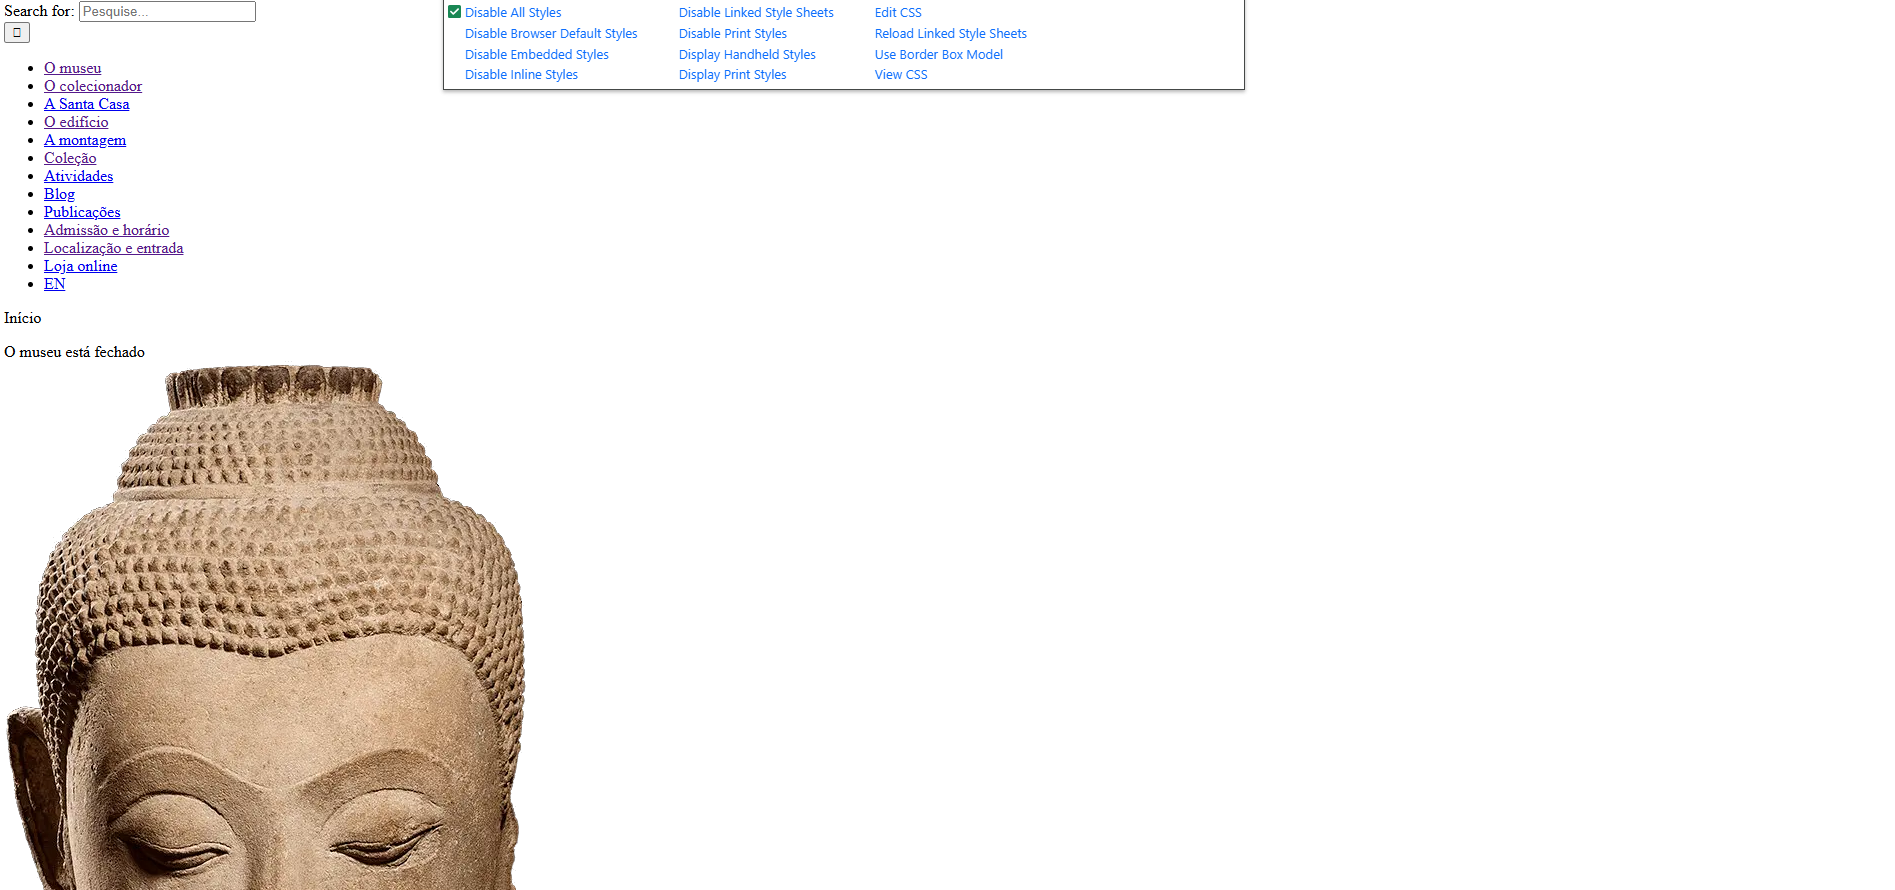 Search for: Pesquise...
O museu
O colecionador
A Santa Casa
O edifício
A montagem
Coleção
Atividades
Blog
Publicações
Admissão e horário
Localização e entrada
Loja online
EN
Início
O museu está fechado
Disable All Styles
Disable Browser Default Styles
Disable Embedded Styles
Disable Inline Styles
Disable Linked Style Sheets
Disable Print Styles
Display Handheld Styles
Display Print Styles
Edit CSS
Reload Linked Style Sheets
Use Border Box Model
View CSS